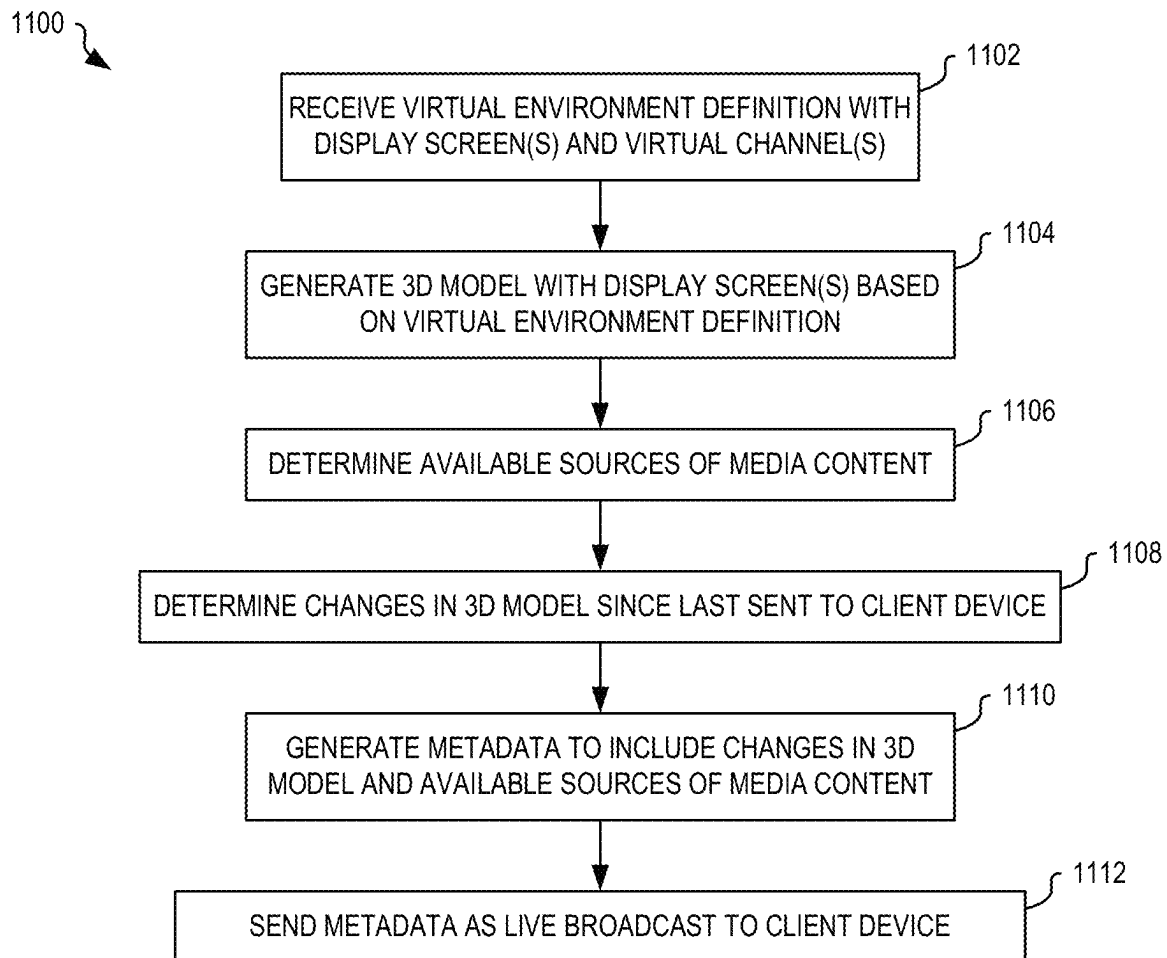 1100
1102
RECEIVE VIRTUAL ENVIRONMENT DEFINITION WITH
DISPLAY SCREEN(S) AND VIRTUAL CHANNEL(S)
1104
GENERATE 3D MODEL WITH DISPLAY SCREEN(S) BASED
ON VIRTUAL ENVIRONMENT DEFINITION
1106
DETERMINE AVAILABLE SOURCES OF MEDIA CONTENT
1108
DETERMINE CHANGES IN 3D MODEL SINCE LAST SENT TO CLIENT DEVICE
1110
GENERATE METADATA TO INCLUDE CHANGES IN 3D
MODEL AND AVAILABLE SOURCES OF MEDIA CONTENT
1112
SEND METADATA AS LIVE BROADCAST TO CLIENT DEVICE